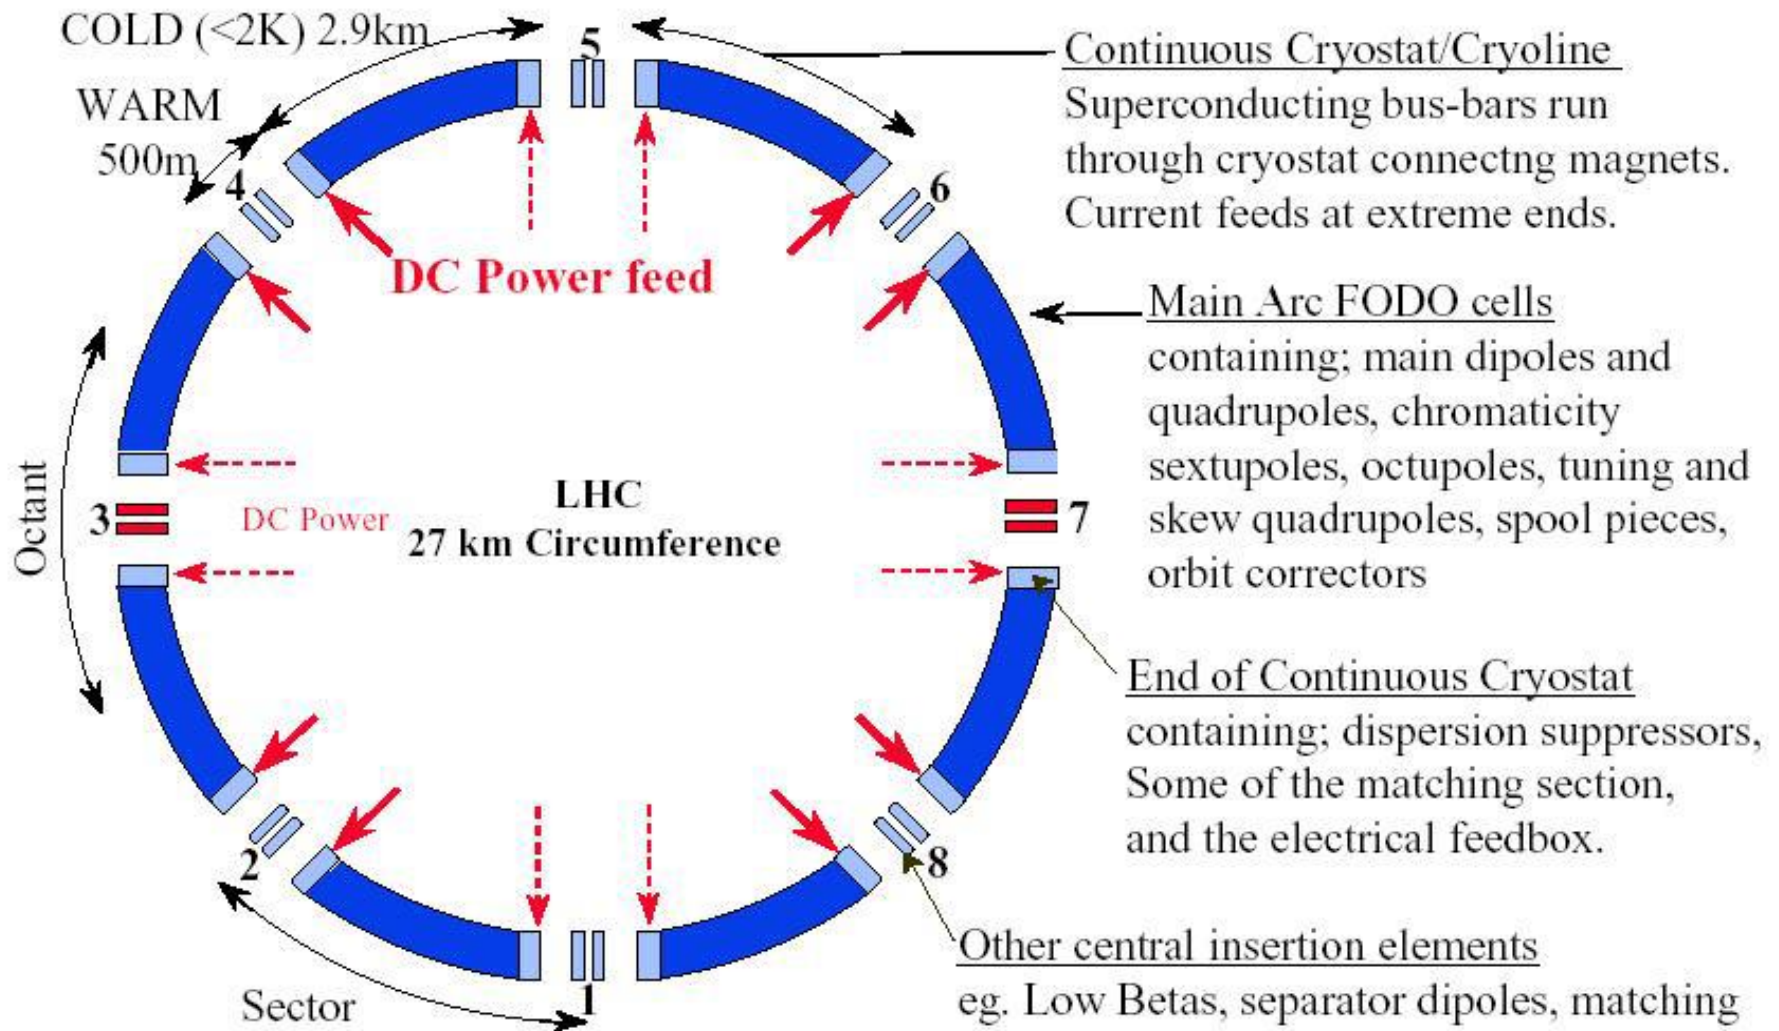 COLD (<2K) 2.9km
WARM
500m
5
4
6
3
7
2
8
1
Continuous Cryostat/Cryoline
Superconducting bus-bars run
through cryostat connectng magnets.
Current feeds at extreme ends.
DC Power feed
Main Arc FODO cells
containing; main dipoles and
quadrupoles, chromaticity
sextupoles, octupoles, tuning and
skew quadrupoles, spool pieces,
orbit correctors
Octant
DC Power
LHC
27 km Circumference
End of Continuous Cryostat
containing; dispersion suppressors,
Some of the matching section,
and the electrical feedbox.
Sector
Other central insertion elements
eg. Low Betas, separator dipoles, matching